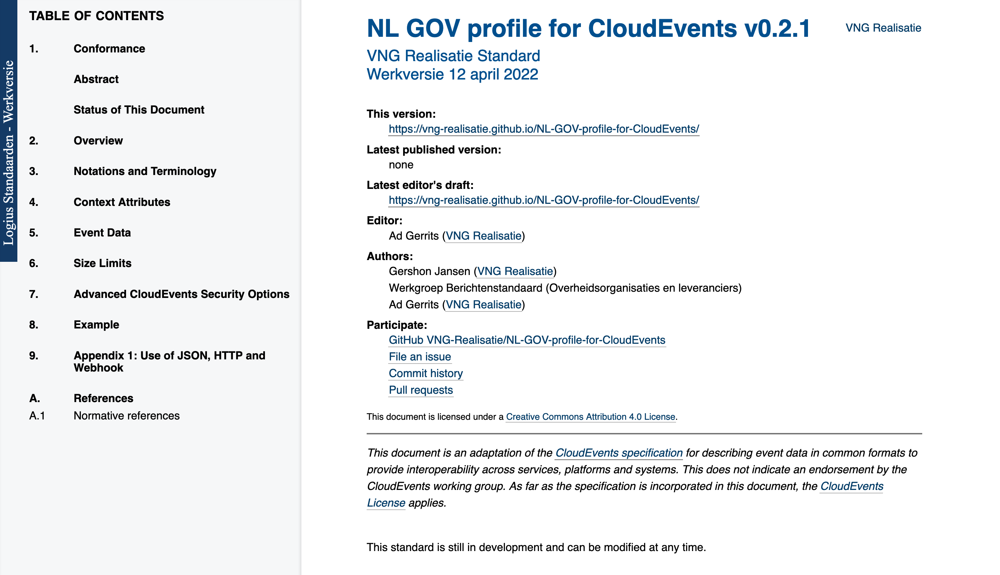 TABLE OF CONTENTS
1. Conformance
Abstract
Status of This Document
2. Overview
3. Notations and Terminology
4. Context Attributes
5. Event Data
6. Size Limits
7. Advanced CloudEvents Security Options
8. Example
9. Appendix 1: Use of JSON, HTTP and
Webhook
A. References
A.1 Normative references
Logius Standaarden - Werkversie
NL GOV profile for CloudEvents v0.2.1
VNG Realisatie
VNG Realisatie Standard
Werkversie 12 april 2022
This version:
https://vng-realisatie.github.io/NL-GOV-profile-for-CloudEvents/
Latest published version:
none
Latest editor's draft:
https://vng-realisatie.github.io/NL-GOV-profile-for-CloudEvents/
Editor:
Ad Gerrits (VNG Realisatie)
Authors:
Gershon Jansen (VNG Realisatie)
Werkgroep Berichtenstandaard (Overheidsorganisaties en leveranciers)
Ad Gerrits (VNG Realisatie)
Participate:
GitHub VNG-Realisatie/NL-GOV-profile-for-CloudEvents
File an issue
Commit history
Pull requests
This document is licensed under a Creative Commons Attribution 4.0 License.
This document is an adaptation of the CloudEvents specification for describing event data in common formats to
provide interoperability across services, platforms and systems. This does not indicate an endorsement by the
CloudEvents working group. As far as the specification is incorporated in this document, the CloudEvents
License applies.
This standard is still in development and can be modified at any time.